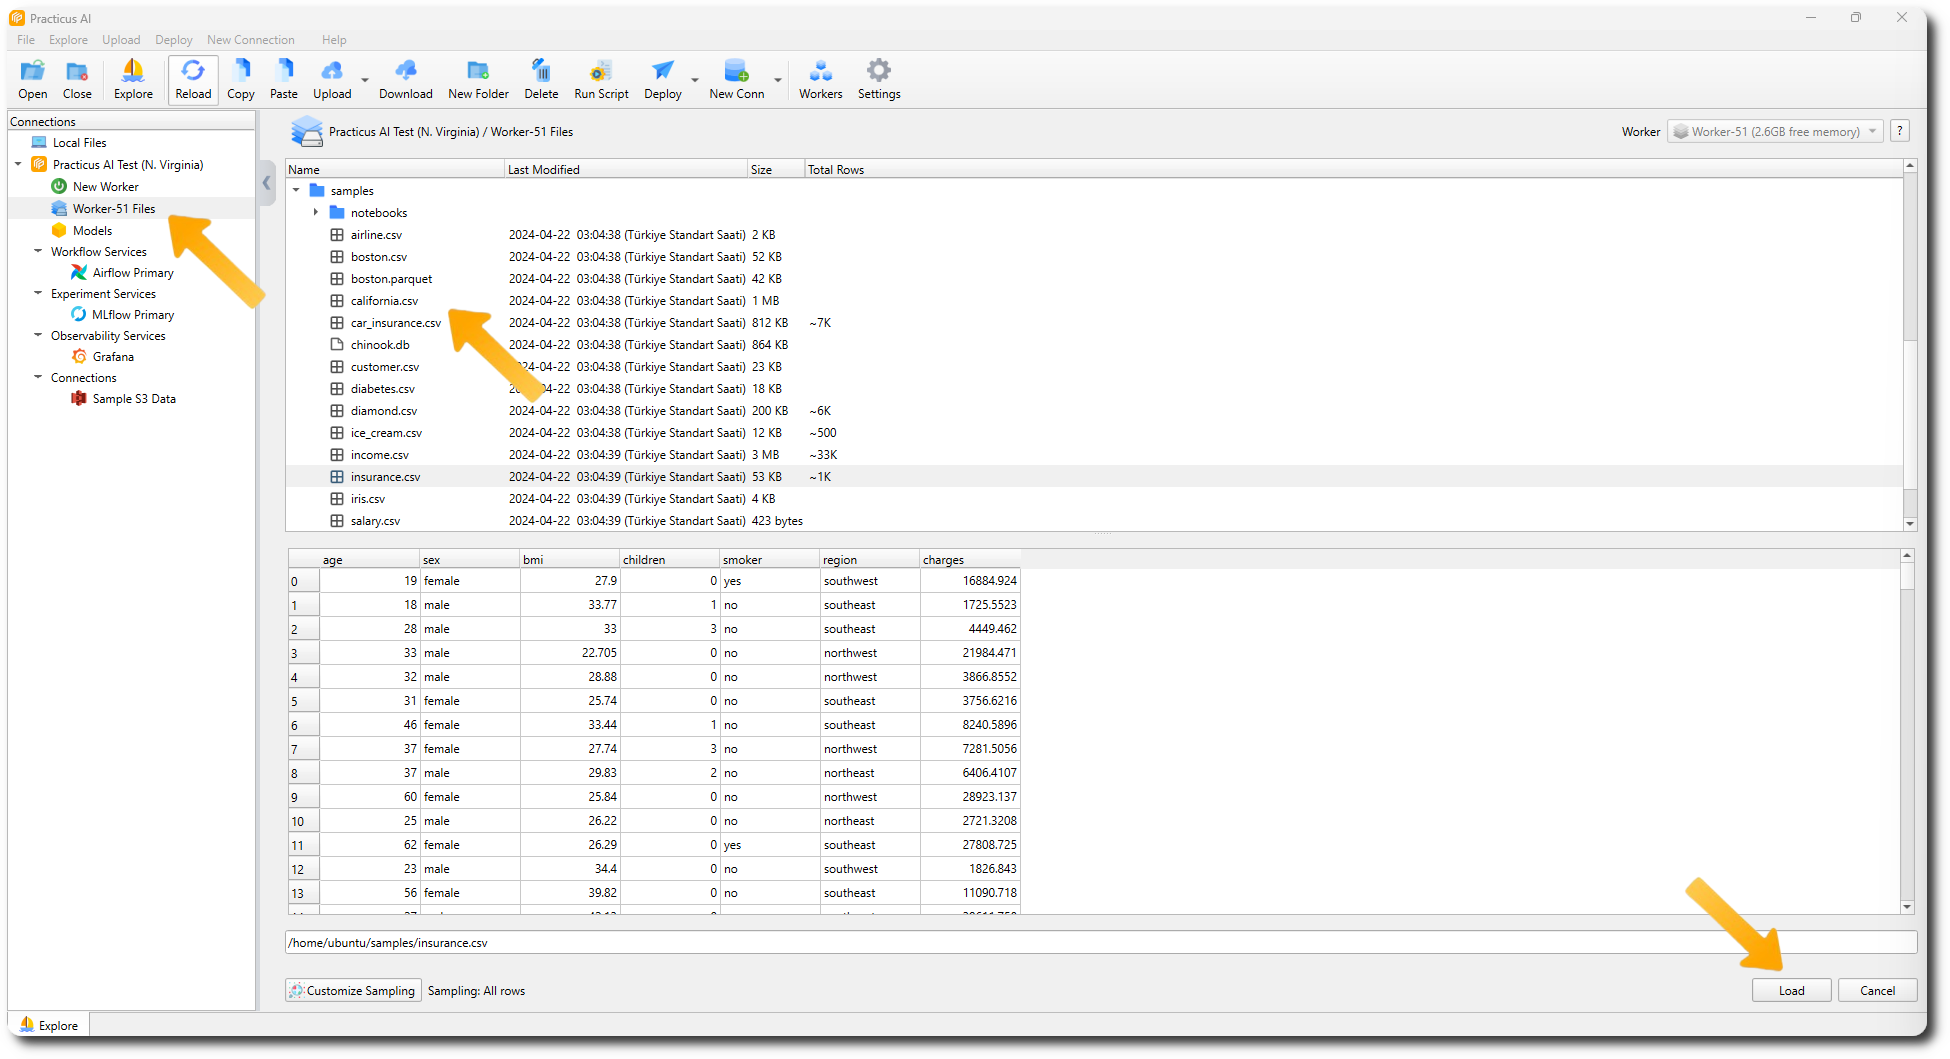 Practicus AI
File Explore Upload Deploy New Connection Help
Open Close Explore Reload Copy Paste Upload Download New Folder Delete Run Script Deploy New Conn Workers Settings
Connections
Local Files
Practicus AI Test (N. Virginia)
New Worker
Worker-51 Files
Models
Workflow Services
Airflow Primary
Experiment Services
MLflow Primary
Observability Services
Grafana
Connections
Sample S3 Data
Practicus AI Test (N. Virginia) / Worker-51 Files
Worker Worker-51 (2.6GB free memory) ?
Name Last Modified Size Total Rows
samples
notebooks
airline.csv 2024-04-22 03:04:38 (Türkiye Standart Saati) 2 KB
boston.csv 2024-04-22 03:04:38 (Türkiye Standart Saati) 52 KB
boston.parquet 2024-04-22 03:04:38 (Türkiye Standart Saati) 42 KB
california.csv 2024-04-22 03:04:38 (Türkiye Standart Saati) 1 MB
car_insurance.csv 2024-04-22 03:04:38 (Türkiye Standart Saati) 812 KB ~7K
chinook.db 2024-04-22 03:04:38 (Türkiye Standart Saati) 864 KB
customer.csv 24-04-22 03:04:38 (Türkiye Standart Saati) 23 KB
diabetes.csv 04-22 03:04:38 (Türkiye Standart Saati) 18 KB
diamond.csv 2024-04-22 03:04:38 (Türkiye Standart Saati) 200 KB ~6K
ice_cream.csv 2024-04-22 03:04:38 (Türkiye Standart Saati) 12 KB ~500
income.csv 2024-04-22 03:04:39 (Türkiye Standart Saati) 3 MB ~33K
insurance.csv 2024-04-22 03:04:39 (Türkiye Standart Saati) 53 KB ~1K
iris.csv 2024-04-22 03:04:39 (Türkiye Standart Saati) 4 KB
salary.csv 2024-04-22 03:04:39 (Türkiye Standart Saati) 423 bytes
age sex bmi children smoker region charges
0 19 female 27.9 0 yes southwest 16884.924
1 18 male 33.77 1 no southeast 1725.5523
2 28 male 33 3 no southeast 4449.462
3 33 male 22.705 0 no northwest 21984.471
4 32 male 28.88 0 no northwest 3866.8552
5 31 female 25.74 0 no southeast 3756.6216
6 46 female 33.44 1 no southeast 8240.5896
7 37 female 27.74 3 no northwest 7281.5056
8 37 male 29.83 2 no northeast 6406.4107
9 60 female 25.84 0 no northwest 28923.137
10 25 male 26.22 0 no northeast 2721.3208
11 62 female 26.29 0 yes southeast 27808.725
12 23 male 34.4 0 no southwest 1826.843
13 56 female 39.82 0 no southeast 11090.718
/home/ubuntu/samples/insurance.csv
Customize Sampling Sampling: All rows
Load Cancel
Explore